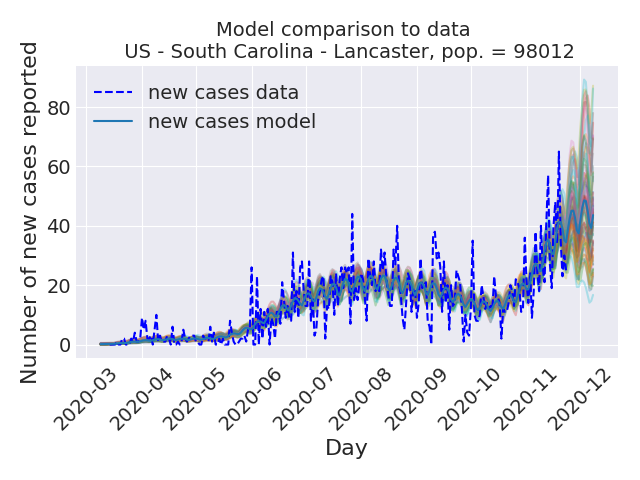 Model comparison to data
US - South Carolina - Lancaster, pop. = 98012
Number of new cases reported
new cases data
new cases model
80
60
40
20
0
2020-03
2020-04
2020-05
2020-06
2020-07
2020-08
2020-09
2020-10
2020-11
2020-12
Day